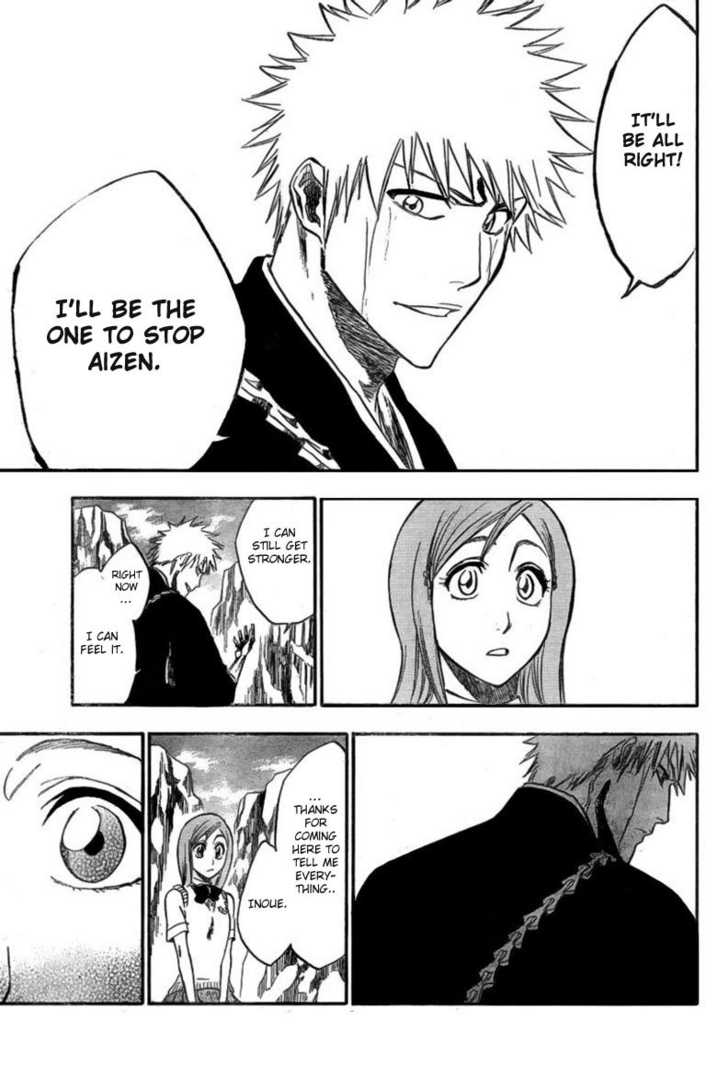 IT'LL
BE ALL
RIGHT!
I'LL BE THE
ONE TO STOP
AIZEN.
I CAN
STILL GET
STRONGER.
RIGHT
NOW
...
I CAN
FEEL IT.
...
THANKS
FOR
COMING
HERE TO
TELL ME
EVERY-
THING..
INOUE.